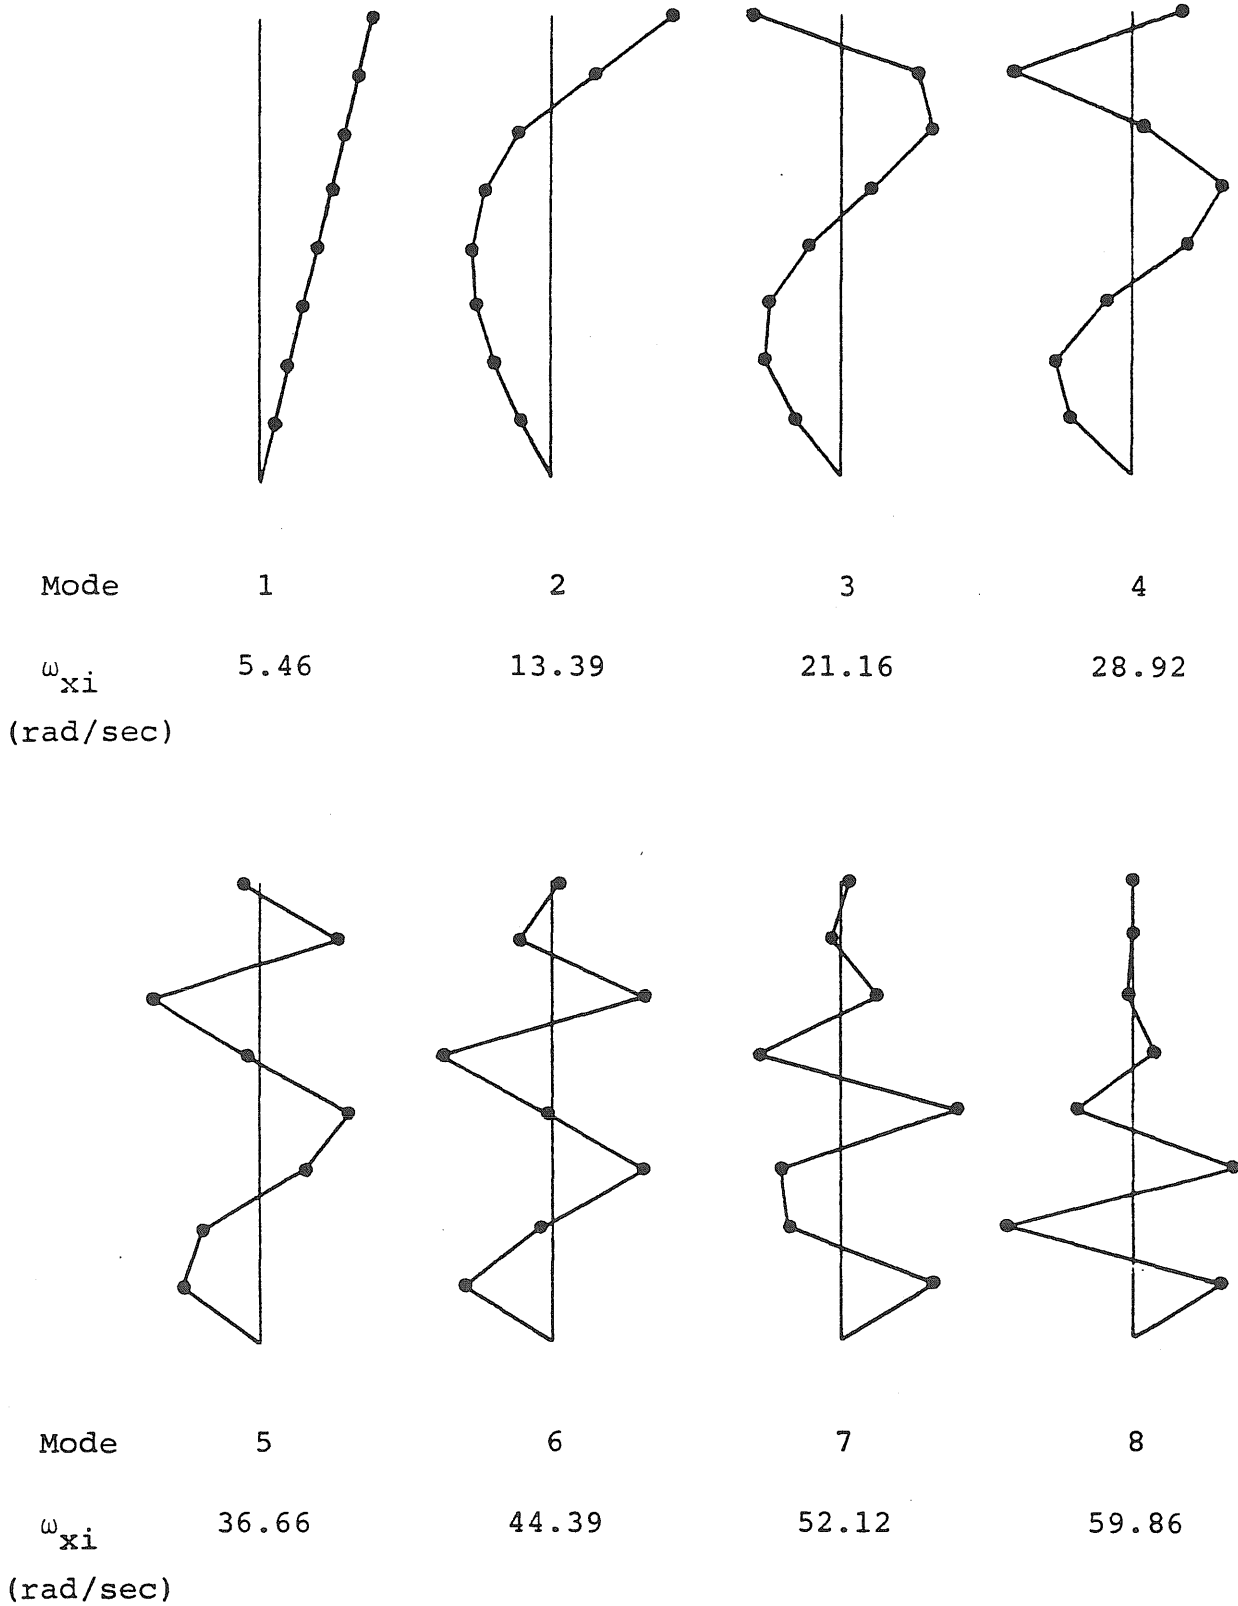 Mode 1 2 3 4
ωxi 5.46 13.39 21.16 28.92
(rad/sec)
Mode 5 6 7 8
ωxi 36.66 44.39 52.12 59.86
(rad/sec)